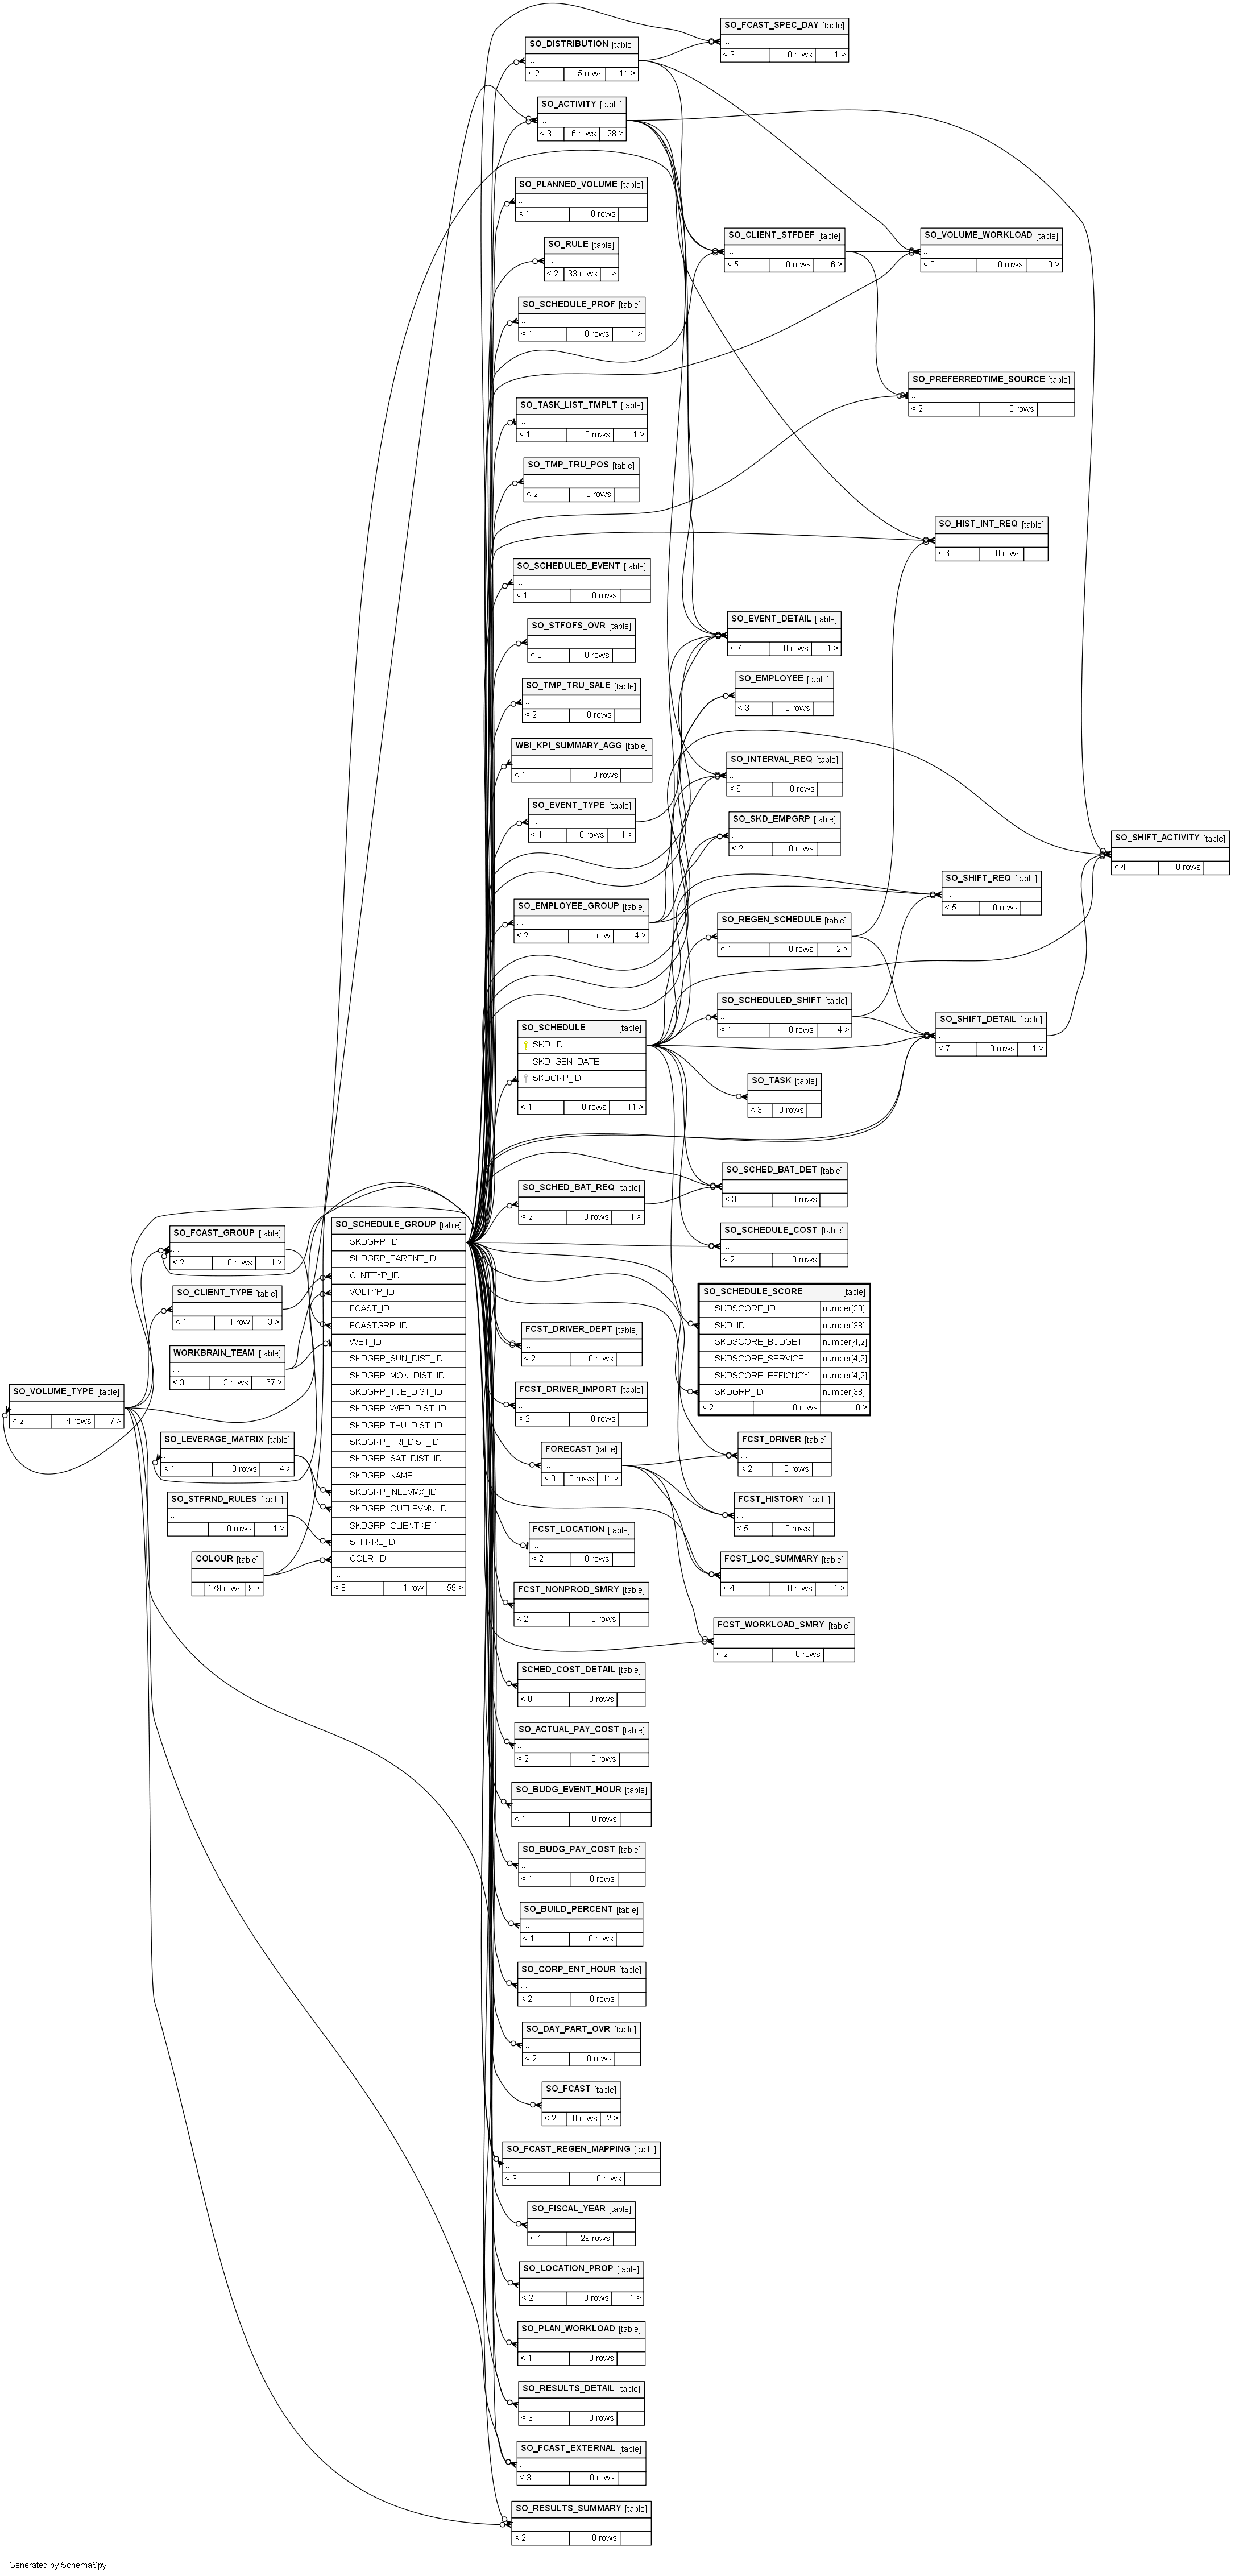 SO_FCAST_SPEC_DAY [table]
...
< 3 0 rows 1 >
SO_DISTRIBUTION [table]
...
< 2 5 rows 14 >
SO_ACTIVITY [table]
...
< 3 6 rows 28 >
SO_PLANNED_VOLUME [table]
...
< 1 0 rows
SO_RULE [table]
...
< 2 33 rows 1 >
SO_CLIENT_STFDEF [table]
...
< 5 0 rows 6 >
SO_VOLUME_WORKLOAD [table]
...
< 3 0 rows 3 >
SO_SCHEDULE_PROF [table]
...
< 1 0 rows 1 >
SO_PREFERREDTIME_SOURCE [table]
...
< 2 0 rows
SO_TASK_LIST_TMPLT [table]
...
< 1 0 rows 1 >
SO_TMP_TRU_POS [table]
...
< 2 0 rows
SO_HIST_INT_REQ [table]
...
< 6 0 rows
SO_SCHEDULED_EVENT [table]
...
< 1 0 rows
SO_STFOFS_OVR [table]
...
< 3 0 rows
SO_EVENT_DETAIL [table]
...
< 7 0 rows 1 >
SO_TMP_TRU_SALE [table]
...
< 2 0 rows
SO_EMPLOYEE [table]
...
< 3 0 rows
WBI_KPI_SUMMARY_AGG [table]
...
< 1 0 rows
SO_INTERVAL_REQ [table]
...
< 6 0 rows
SO_EVENT_TYPE [table]
...
< 1 0 rows 1 >
SO_SKD_EMPGRP [table]
...
< 2 0 rows
SO_SHIFT_ACTIVITY [table]
...
< 4 0 rows
SO_EMPLOYEE_GROUP [table]
...
< 2 1 row 4 >
SO_SHIFT_REQ [table]
...
< 5 0 rows
SO_REGEN_SCHEDULE [table]
...
< 1 0 rows 2 >
SO_SCHEDULED_SHIFT [table]
...
< 1 0 rows 4 >
SO_SHIFT_DETAIL [table]
...
< 7 0 rows 1 >
SO_SCHEDULE [table]
SKD_ID
SKD_GEN_DATE
SKDGRP_ID
...
< 1 0 rows 11 >
SO_TASK [table]
...
< 3 0 rows
SO_SCHED_BAT_DET [table]
...
< 3 0 rows
SO_SCHED_BAT_REQ [table]
...
< 2 0 rows 1 >
SO_SCHEDULE_COST [table]
...
< 2 0 rows
SO_FCAST_GROUP [table]
...
< 2 0 rows 1 >
SO_CLIENT_TYPE [table]
...
< 1 1 row 3 >
WORKBRAIN_TEAM [table]
...
< 3 3 rows 67 >
SO_VOLUME_TYPE [table]
...
< 2 4 rows 7 >
SO_LEVERAGE_MATRIX [table]
...
< 1 0 rows 4 >
SO_STFRND_RULES [table]
...
0 rows 1 >
COLOUR [table]
...
179 rows 9 >
SO_SCHEDULE_GROUP [table]
SKDGRP_ID
SKDGRP_PARENT_ID
CLNTTYP_ID
VOLTYP_ID
FCAST_ID
FCASTGRP_ID
WBT_ID
SKDGRP_SUN_DIST_ID
SKDGRP_MON_DIST_ID
SKDGRP_TUE_DIST_ID
SKDGRP_WED_DIST_ID
SKDGRP_THU_DIST_ID
SKDGRP_FRI_DIST_ID
SKDGRP_SAT_DIST_ID
SKDGRP_NAME
SKDGRP_INLEVMX_ID
SKDGRP_OUTLEVMX_ID
SKDGRP_CLIENTKEY
STFRRL_ID
COLR_ID
...
< 8 1 row 59 >
SO_SCHEDULE_SCORE [table]
SKDSCORE_ID number[38]
SKD_ID number[38]
SKDSCORE_BUDGET number[4,2]
SKDSCORE_SERVICE number[4,2]
SKDSCORE_EFFICNCY number[4,2]
SKDGRP_ID number[38]
< 2 0 rows 0 >
FCST_DRIVER_DEPT [table]
...
< 2 0 rows
FCST_DRIVER_IMPORT [table]
...
< 2 0 rows
FORECAST [table]
...
< 8 0 rows 11 >
FCST_DRIVER [table]
...
< 2 0 rows
FCST_HISTORY [table]
...
< 5 0 rows
FCST_LOCATION [table]
...
< 2 0 rows
FCST_LOC_SUMMARY [table]
...
< 4 0 rows 1 >
FCST_NONPROD_SMRY [table]
...
< 2 0 rows
FCST_WORKLOAD_SMRY [table]
...
< 2 0 rows
SCHED_COST_DETAIL [table]
...
< 8 0 rows
SO_ACTUAL_PAY_COST [table]
...
< 2 0 rows
SO_BUDG_EVENT_HOUR [table]
...
< 1 0 rows
SO_BUDG_PAY_COST [table]
...
< 1 0 rows
SO_BUILD_PERCENT [table]
...
< 1 0 rows
SO_CORP_ENT_HOUR [table]
...
< 2 0 rows
SO_DAY_PART_OVR [table]
...
< 2 0 rows
SO_FCAST [table]
...
< 2 0 rows 2 >
SO_FCAST_REGEN_MAPPING [table]
...
< 3 0 rows
SO_FISCAL_YEAR [table]
...
< 1 29 rows
SO_LOCATION_PROP [table]
...
< 2 0 rows 1 >
SO_PLAN_WORKLOAD [table]
...
< 1 0 rows
SO_RESULTS_DETAIL [table]
...
< 3 0 rows
SO_FCAST_EXTERNAL [table]
...
< 3 0 rows
SO_RESULTS_SUMMARY [table]
...
< 2 0 rows
Generated by SchemaSpy